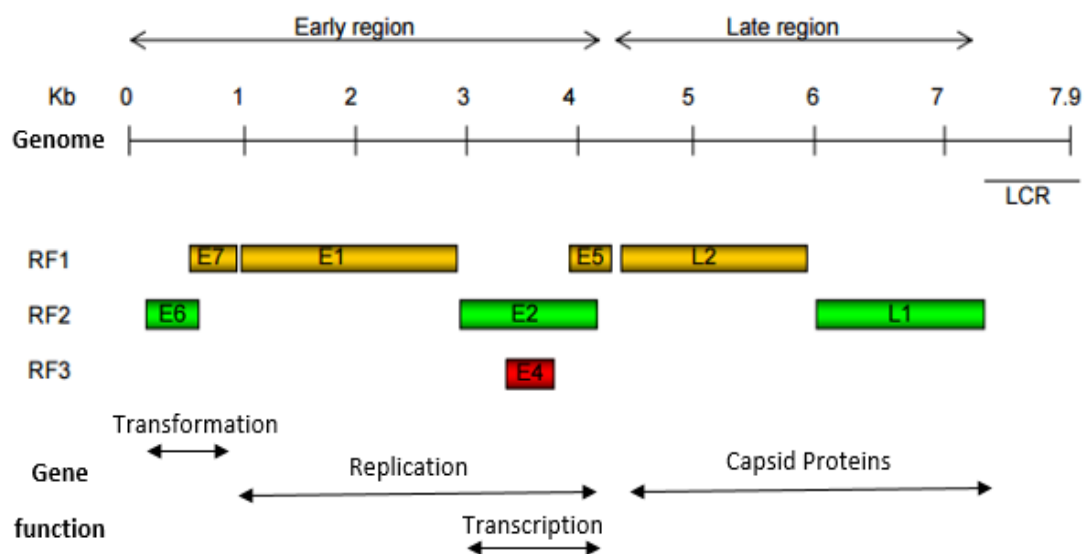 Early region Late region
Kb 0 1 2 3 4 5 6 7 7.9
Genome
LCR
RF1 E7 E1 E5 L2
RF2 E6 E2 L1
RF3 E4
Transformation
Gene Replication Capsid Proteins
function Transcription